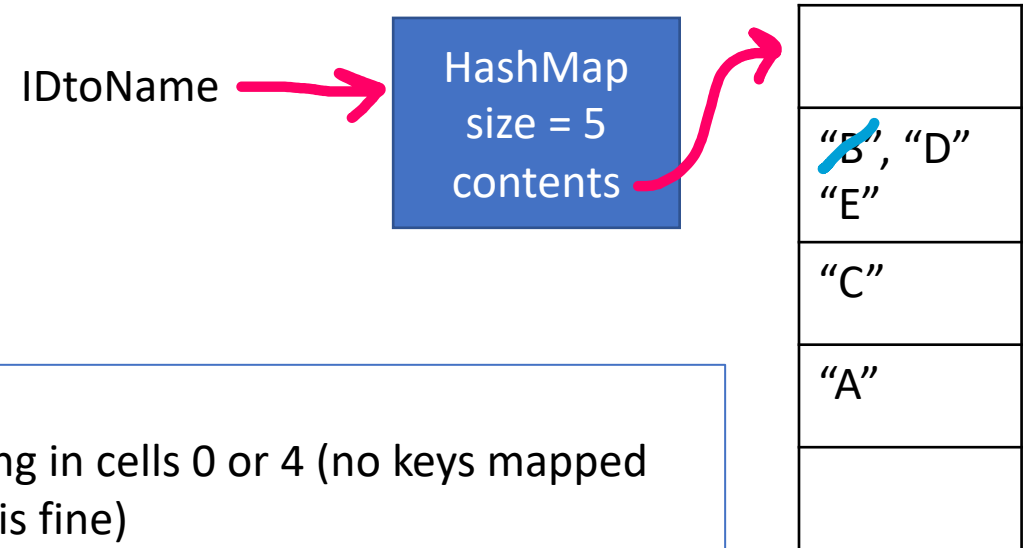 IDtoName
HashMap
size = 5
contents
“B”, “D”
“E”
“C”
“A”
ng in cells 0 or 4 (no keys mapped
is fine)